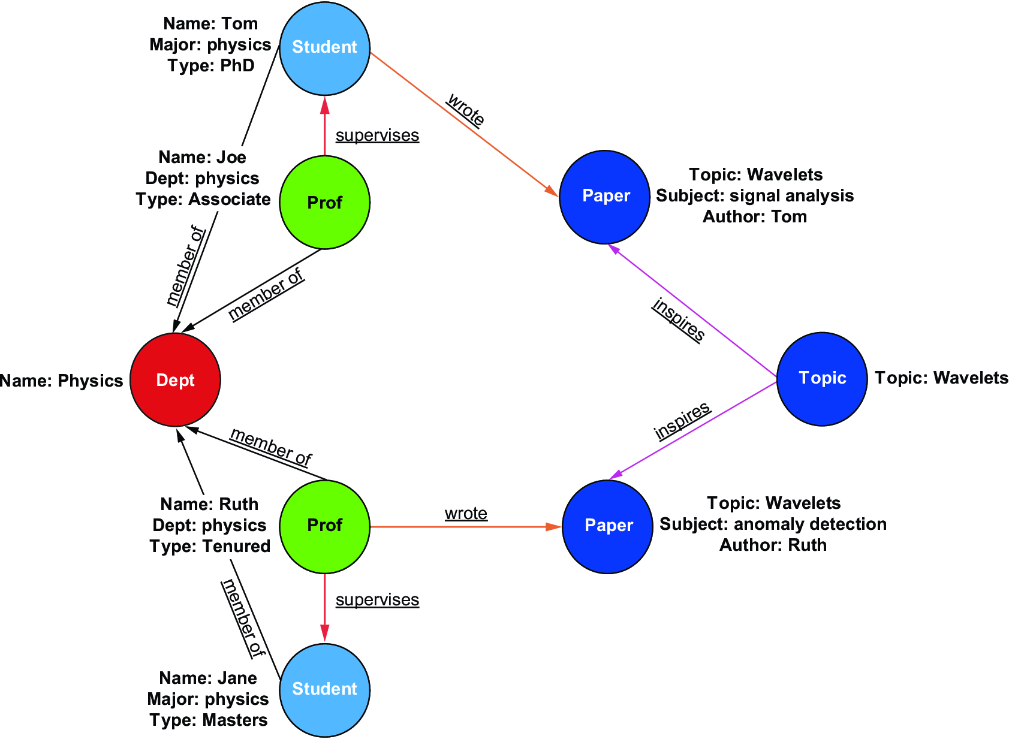 Name: Tom
Major: physics
Type: PhD
Student
wrote
supervises
Name: Joe
Dept: physics
Type: Associate
Prof
Paper
Topic: Wavelets
Subject: signal analysis
Author: Tom
member of
member of
inspires
Name: Physics
Dept
Topic
Topic: Wavelets
inspires
member of
Name: Ruth
Dept: physics
Type: Tenured
Prof
wrote
Paper
Topic: Wavelets
Subject: anomaly detection
Author: Ruth
supervises
member of
Name: Jane
Major: physics
Type: Masters
Student